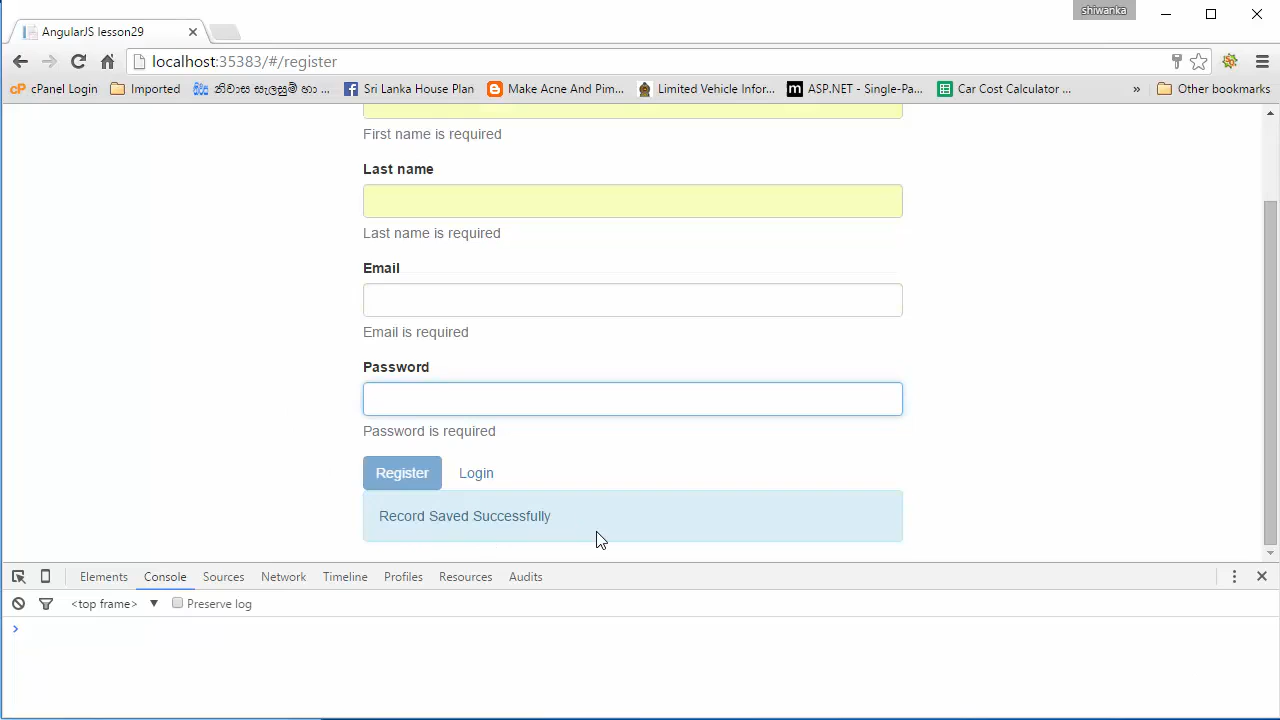 shiwanka
AngularJS lesson29
localhost:35383/#/register
cPanel Login Imported නිවාස සැලසුම් හා ... Sri Lanka House Plan Make Acne And Pim... Limited Vehicle Infor... ASP.NET - Single-Pa... Car Cost Calculator ... » Other bookmarks
First name is required
Last name
Last name is required
Email
Email is required
Password
Password is required
Register Login
Record Saved Successfully
Elements Console Sources Network Timeline Profiles Resources Audits
<top frame> ▼ Preserve log
>